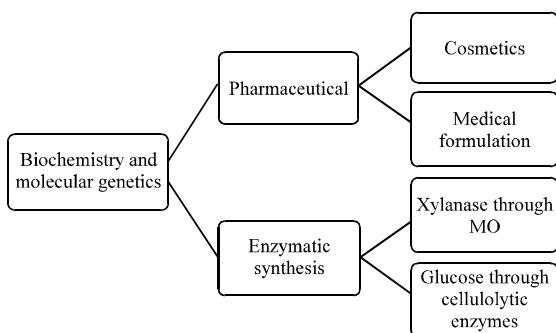 Biochemistry and
molecular genetics
Pharmaceutical
Cosmetics
Medical
formulation
Enzymatic
synthesis
Xylanase through
MO
Glucose through
cellulolytic
enzymes